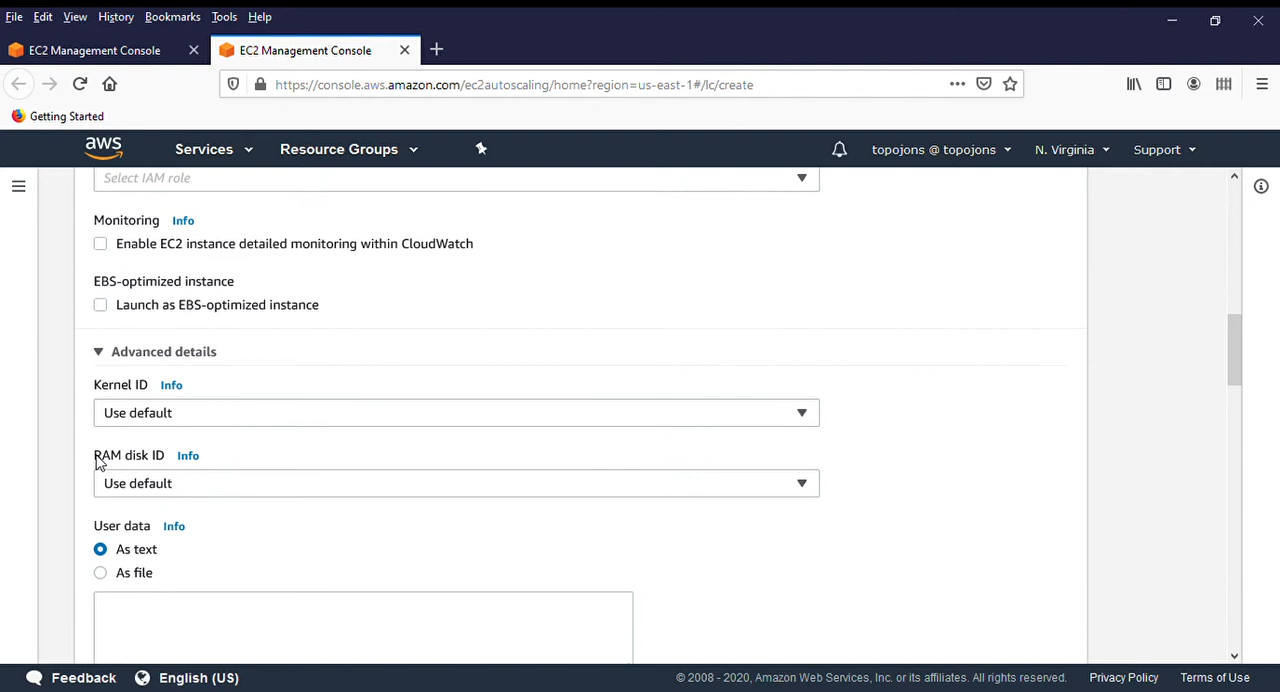 File Edit View History Bookmarks Tools Help
EC2 Management Console
EC2 Management Console
https://console.aws.amazon.com/ec2autoscaling/home?region=us-east-1#/lc/create
Getting Started
aws Services Resource Groups topojons @ topojons N. Virginia Support
Select IAM role
Monitoring Info
Enable EC2 instance detailed monitoring within CloudWatch
EBS-optimized instance
Launch as EBS-optimized instance
Advanced details
Kernel ID Info
Use default
RAM disk ID Info
Use default
User data Info
As text
As file
Feedback English (US) © 2008 - 2020, Amazon Web Services, Inc. or its affiliates. All rights reserved. Privacy Policy Terms of Use